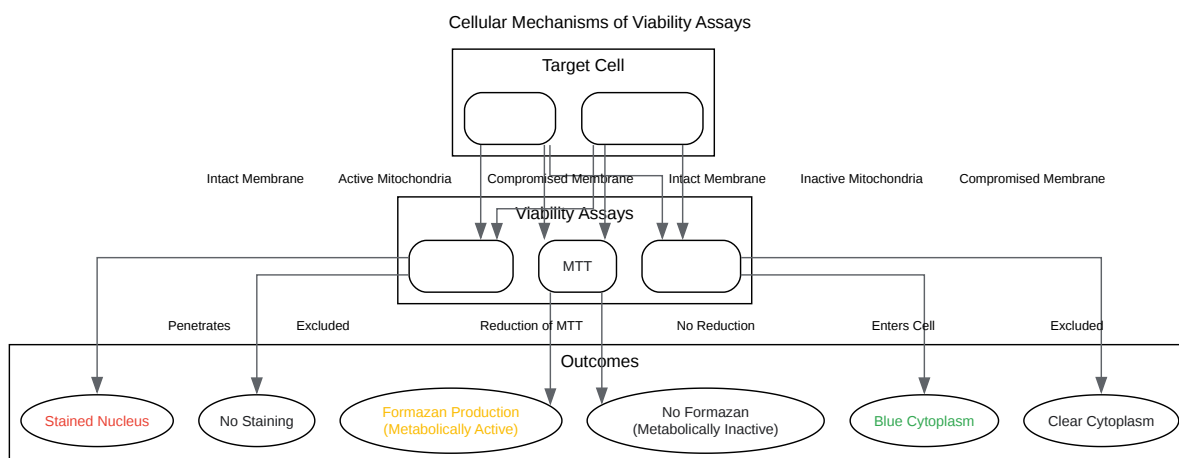 Cellular Mechanisms of Viability Assays
Target Cell
Intact Membrane
Active Mitochondria
Compromised Membrane
Intact Membrane
Inactive Mitochondria
Compromised Membrane
Viability Assays
MTT
Penetrates
Excluded
Reduction of MTT
No Reduction
Enters Cell
Excluded
Outcomes
Stained Nucleus
No Staining
Formazan Production
(Metabolically Active)
No Formazan
(Metabolically Inactive)
Blue Cytoplasm
Clear Cytoplasm